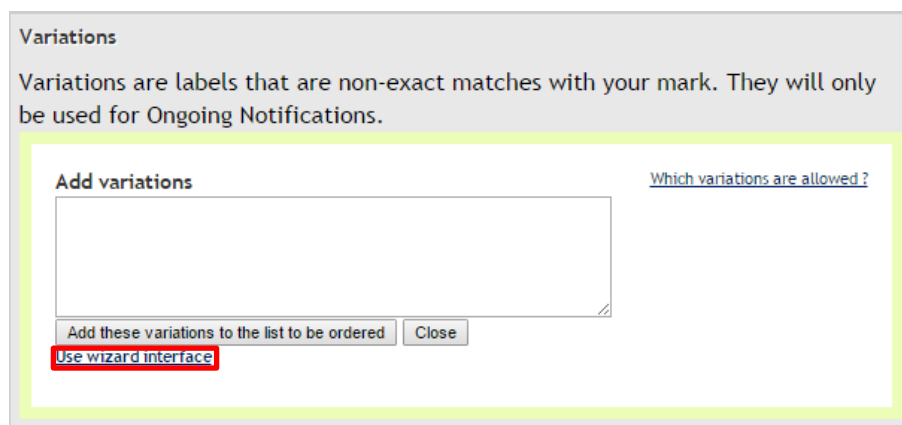 Variations
Variations are labels that are non-exact matches with your mark. They will only
be used for Ongoing Notifications.
Add variations
Which variations are allowed ?
Add these variations to the list to be ordered
Close
Use wizard interface